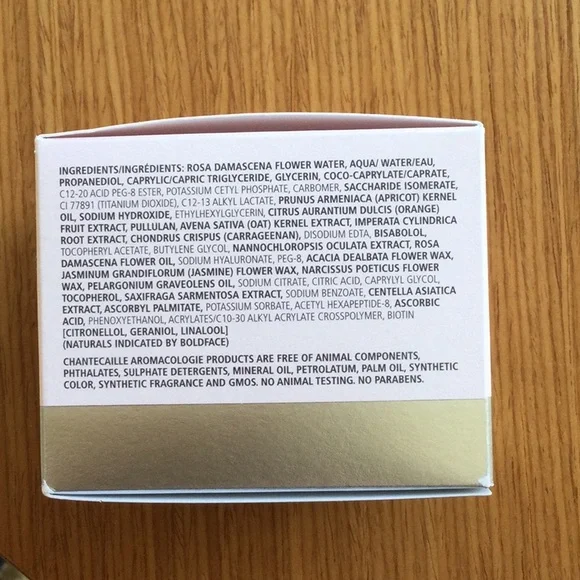 INGREDIENTS/INGRÉDIENTS: ROSA DAMASCENA FLOWER WATER, AQUA/ WATER/EAU,
PROPANEDIOL, CAPRYLIC/CAPRIC TRIGLYCERIDE, GLYCERIN, COCO-CAPRYLATE/CAPRATE,
C12-20 ACID PEG-8 ESTER, POTASSIUM CETYL PHOSPHATE, CARBOMER, SACCHARIDE ISOMERATE,
CI 77891 (TITANIUM DIOXIDE), C12-13 ALKYL LACTATE, PRUNUS ARMENIACA (APRICOT) KERNEL
OIL, SODIUM HYDROXIDE, ETHYLHEXYLGLYCERIN, CITRUS AURANTIUM DULCIS (ORANGE)
FRUIT EXTRACT, PULLULAN, AVENA SATIVA (OAT) KERNEL EXTRACT, IMPERATA CYLINDRICA
ROOT EXTRACT, CHONDRUS CRISPUS (CARRAGEENAN), DISODIUM EDTA, BISABOLOL,
TOCOPHERYL ACETATE, BUTYLENE GLYCOL, NANNOCHLOROPSIS OCULATA EXTRACT, ROSA
DAMASCENA FLOWER OIL, SODIUM HYALURONATE, PEG-8, ACACIA DEALBATA FLOWER WAX,
JASMINUM GRANDIFLORUM (JASMINE) FLOWER WAX, NARCISSUS POETICUS FLOWER
WAX, PELARGONIUM GRAVEOLENS OIL, SODIUM CITRATE, CITRIC ACID, CAPRYLYL GLYCOL,
TOCOPHEROL, SAXIFRAGA SARMENTOSA EXTRACT, SODIUM BENZOATE, CENTELLA ASIATICA
EXTRACT, ASCORBYL PALMITATE, POTASSIUM SORBATE, ACETYL HEXAPEPTIDE-8, ASCORBIC
ACID, PHENOXYETHANOL, ACRYLATES/C10-30 ALKYL ACRYLATE CROSSPOLYMER, BIOTIN
[CITRONELLOL, GERANIOL, LINALOOL]
(NATURALS INDICATED BY BOLDFACE)
CHANTECAILLE AROMACOLOGIE PRODUCTS ARE FREE OF ANIMAL COMPONENTS,
PHTHALATES, SULPHATE DETERGENTS, MINERAL OIL, PETROLATUM, PALM OIL, SYNTHETIC
COLOR, SYNTHETIC FRAGRANCE AND GMOS. NO ANIMAL TESTING. NO PARABENS.